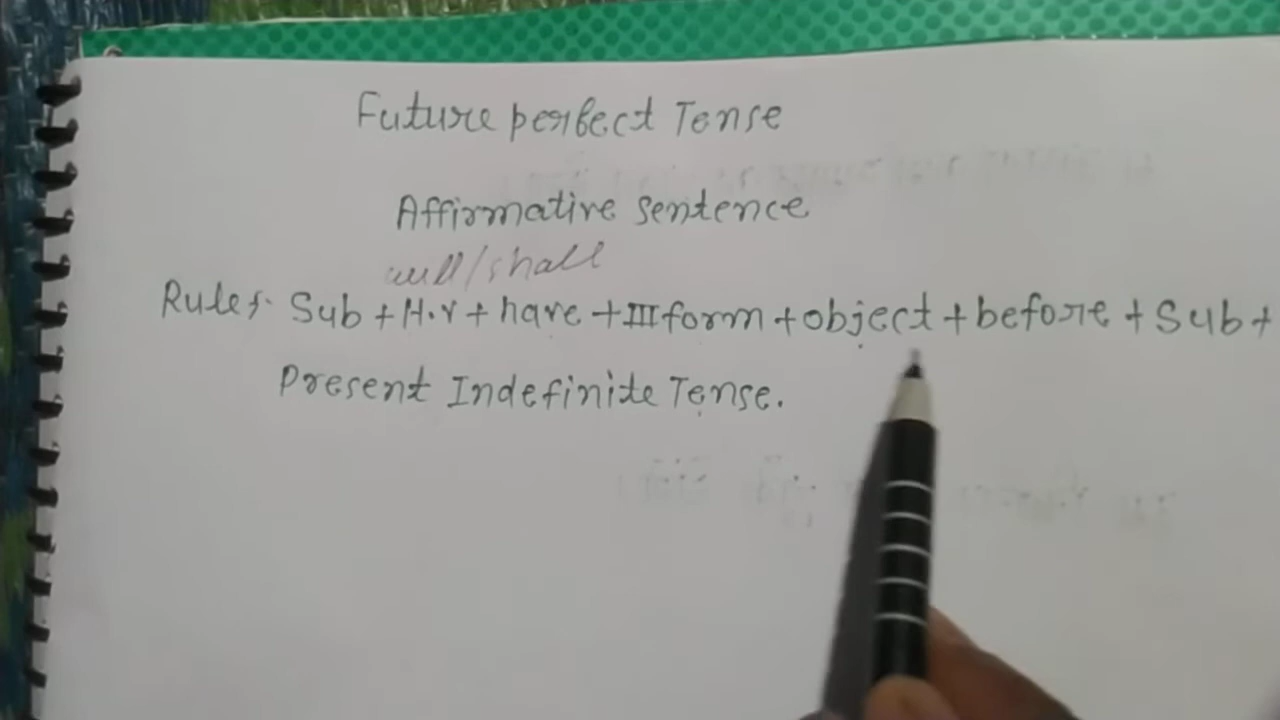 Future perfect Tense
Affirmative sentence
will/shall
Rules. Sub + H.v + have + III form + object + before + Sub +
Present Indefinite Tense.